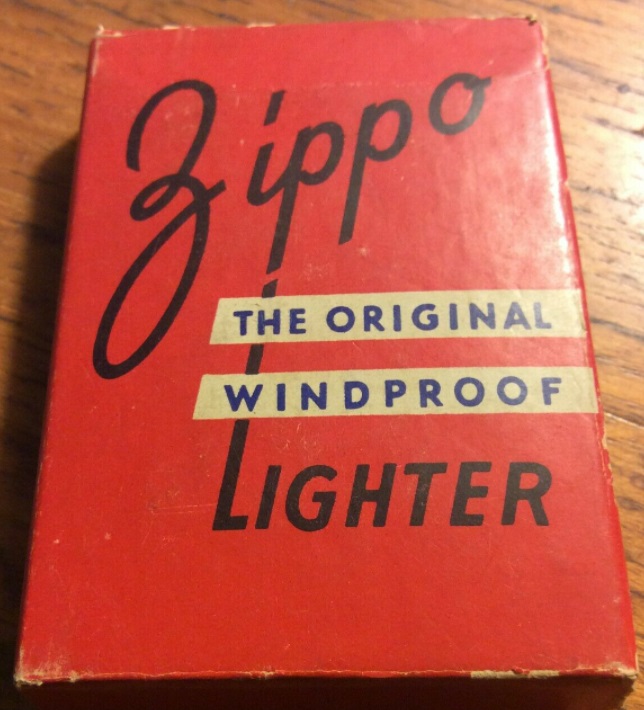 Zippo
THE ORIGINAL
WINDPROOF
LIGHTER